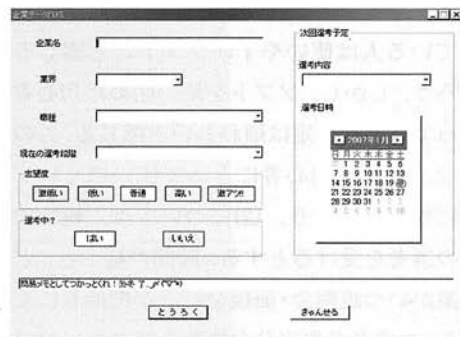 企業名
業界
職種
現在の選考段階
志望度
激低い 低い 普通 高い 激アツ!!
選考中?
はい いいえ
次回選考予定
選考内容
選考日時
2007年1月
日 月 火 水 木 金 土
1 2 3 4 5 6
7 8 9 10 11 12 13
14 15 16 17 18 19 20
21 22 23 24 25 26 27
28 29 30 31 1 2 3
4 5 6 7 8 9 10
とうろく きゃんせる